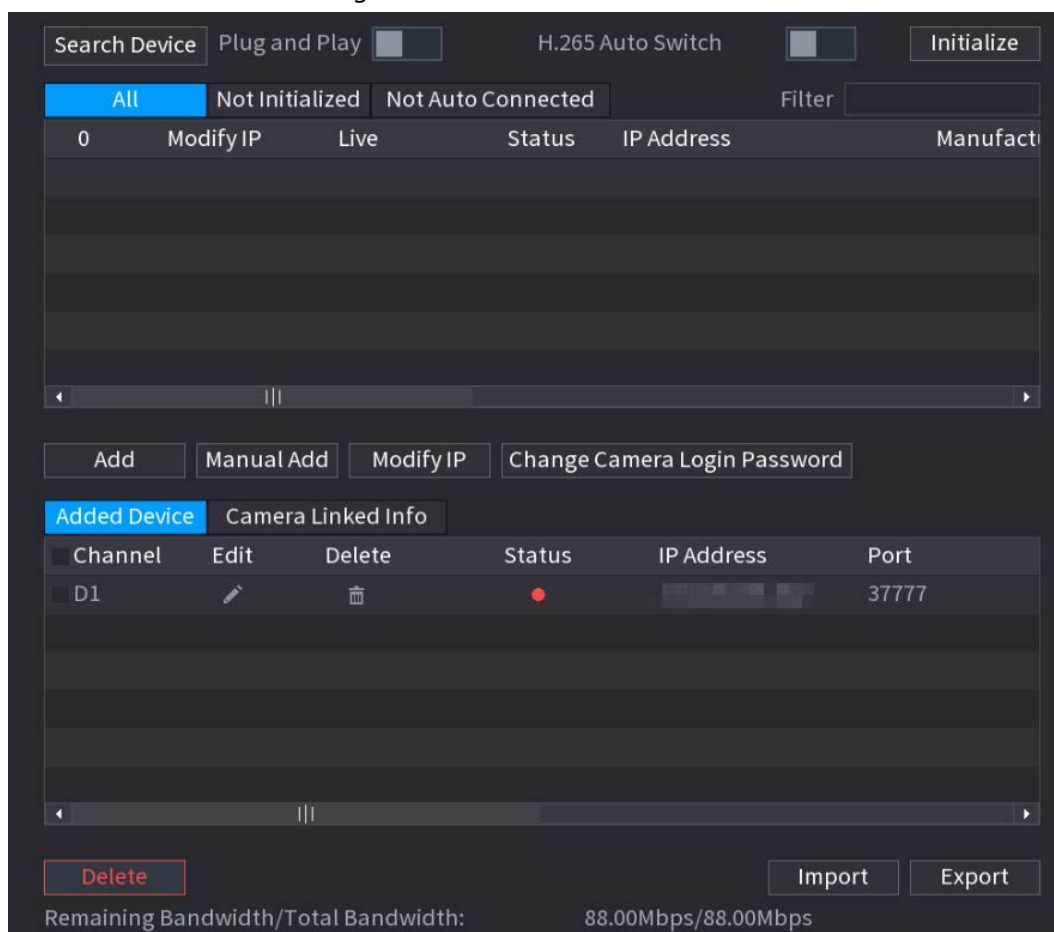 Search Device Plug and Play H.265 Auto Switch Initialize
All Not Initialized Not Auto Connected Filter
0 Modify IP Live Status IP Address Manufactu
Add Manual Add Modify IP Change Camera Login Password
Added Device Camera Linked Info
Channel Edit Delete Status IP Address Port
D1 37777
Delete Import Export
Remaining Bandwidth/Total Bandwidth: 88.00Mbps/88.00Mbps